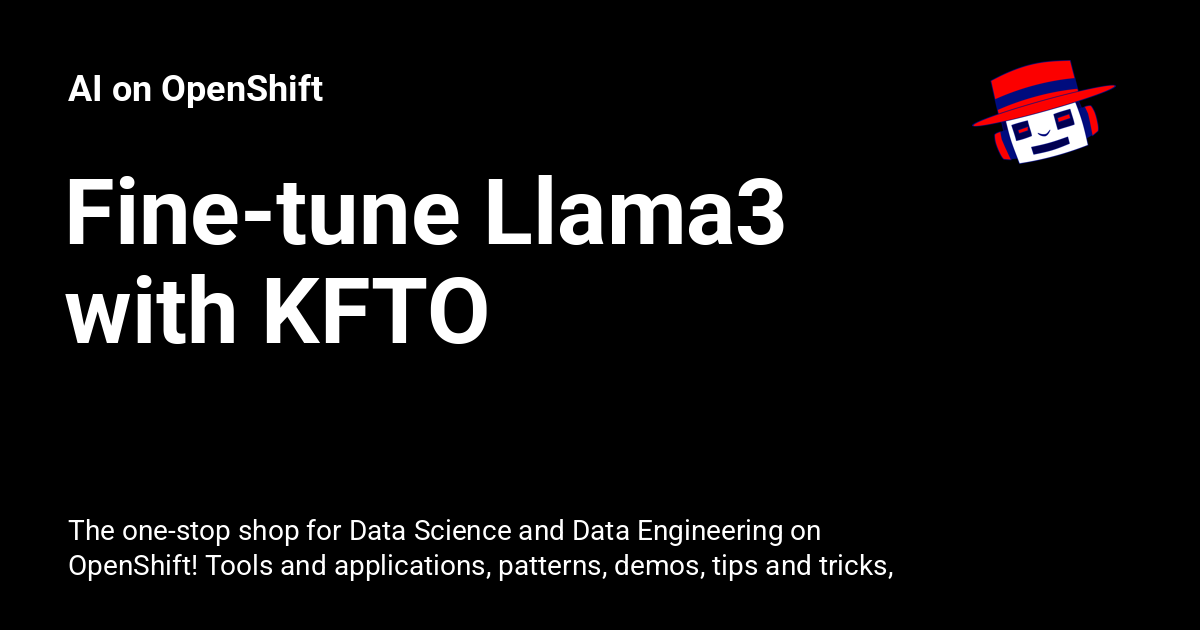 AI on OpenShift
Fine-tune Llama3
with KFTO
The one-stop shop for Data Science and Data Engineering on
OpenShift! Tools and applications, patterns, demos, tips and tricks,